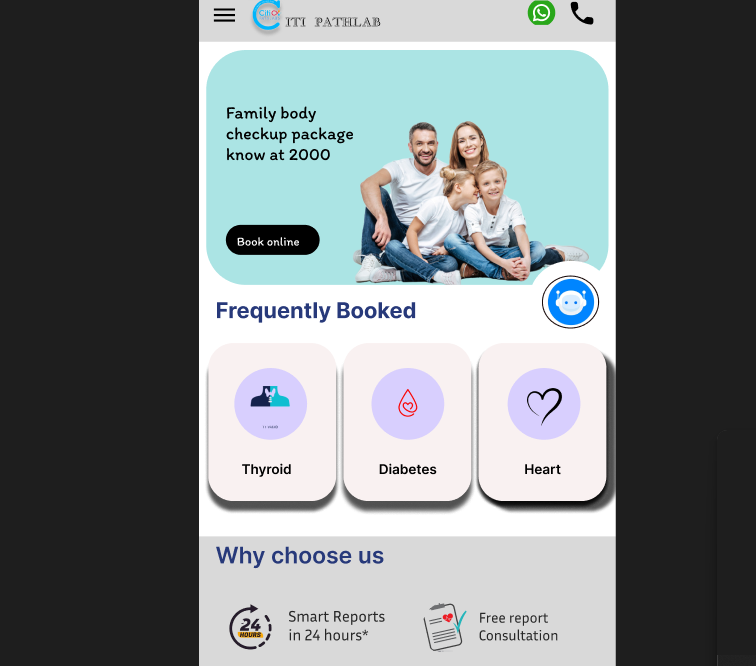 ITI PATHLAB
Family body
checkup package
know at 2000
Book online
Frequently Booked
Thyroid
Diabetes
Heart
Why choose us
24
HOURS
Smart Reports
in 24 hours*
Free report
Consultation